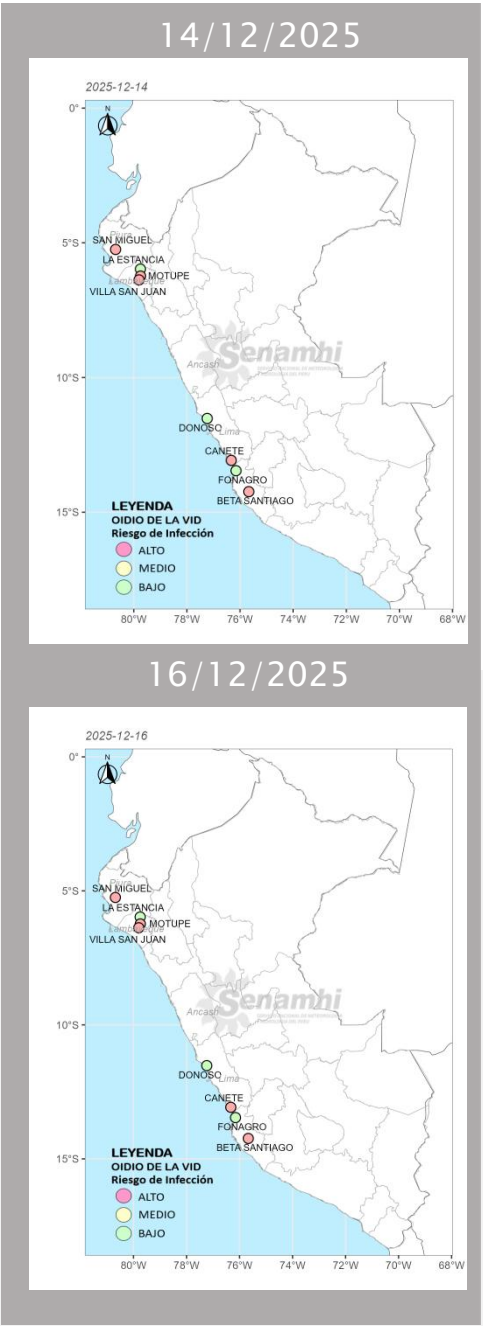 14/12/2025
2025-12-14
0°
N
5°S
Piura
SAN MIGUEL
LA ESTANCIA
MOTUPE
Lambayeque
VILLA SAN JUAN
Senamhi
Ancash
10°S
DONOSO
Lima
CANETE
FONAGRO
BETA SANTIAGO
15°S
LEYENDA
OIDIO DE LA VID
Riesgo de Infección
ALTO
MEDIO
BAJO
80°W 78°W 76°W 74°W 72°W 70°W 68°W
16/12/2025
2025-12-16
0°
N
5°S
Piura
SAN MIGUEL
LA ESTANCIA
MOTUPE
Lambayeque
VILLA SAN JUAN
Senamhi
Ancash
10°S
DONOSO
Lima
CANETE
FONAGRO
BETA SANTIAGO
15°S
LEYENDA
OIDIO DE LA VID
Riesgo de Infección
ALTO
MEDIO
BAJO
80°W 78°W 76°W 74°W 72°W 70°W 68°W